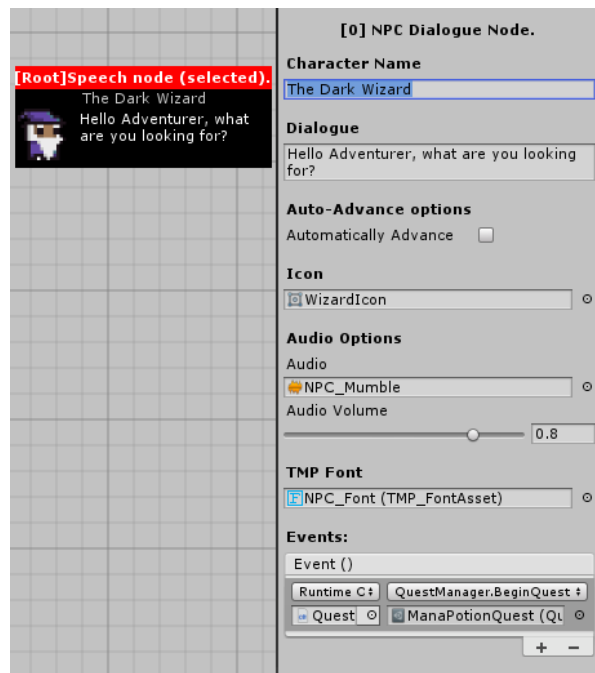 [Root]Speech node (selected).
The Dark Wizard
Hello Adventurer, what
are you looking for?
[0] NPC Dialogue Node.
Character Name
The Dark Wizard
Dialogue
Hello Adventurer, what are you looking
for?
Auto-Advance options
Automatically Advance
Icon
WizardIcon
Audio Options
Audio
NPC_Mumble
Audio Volume
0.8
TMP Font
F NPC_Font (TMP_FontAsset)
Events:
Event ()
Runtime C QuestManager.BeginQuest
Quest ManaPotionQuest (Qu
+ −